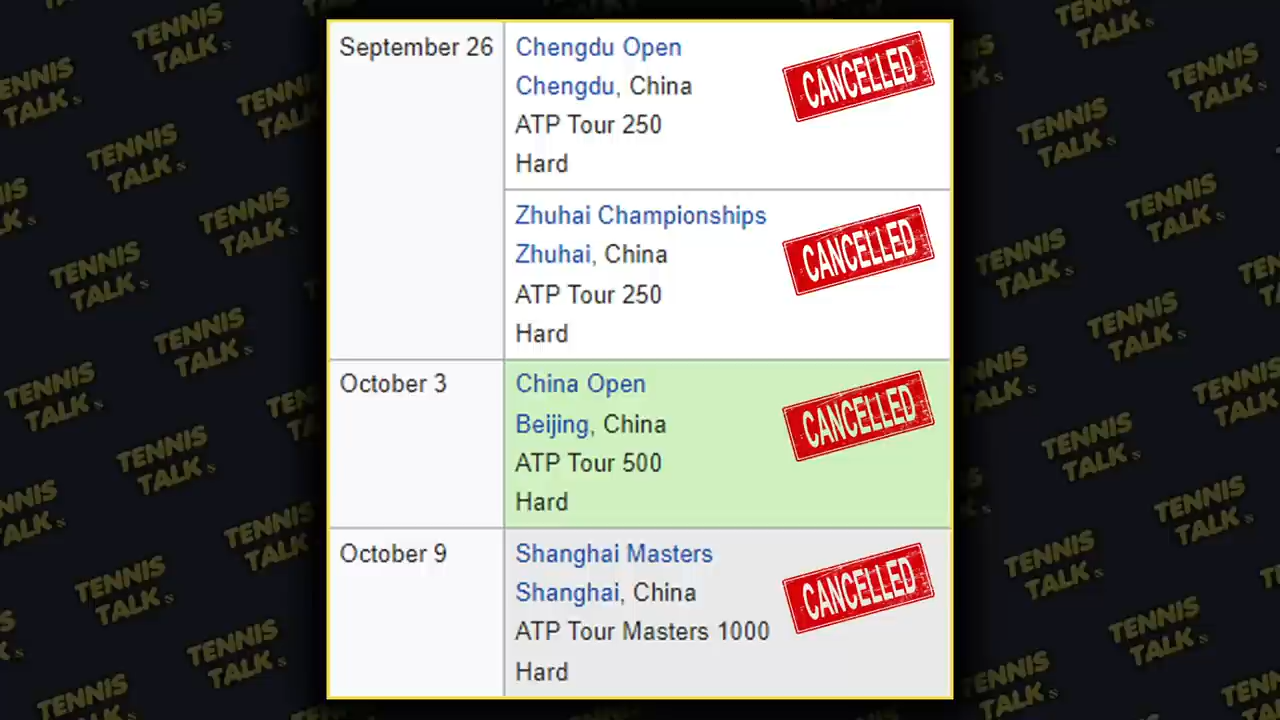 September 26
Chengdu Open
Chengdu, China
ATP Tour 250
Hard
CANCELLED
Zhuhai Championships
Zhuhai, China
ATP Tour 250
Hard
CANCELLED
October 3
China Open
Beijing, China
ATP Tour 500
Hard
CANCELLED
October 9
Shanghai Masters
Shanghai, China
ATP Tour Masters 1000
Hard
CANCELLED
TENNIS
TALK